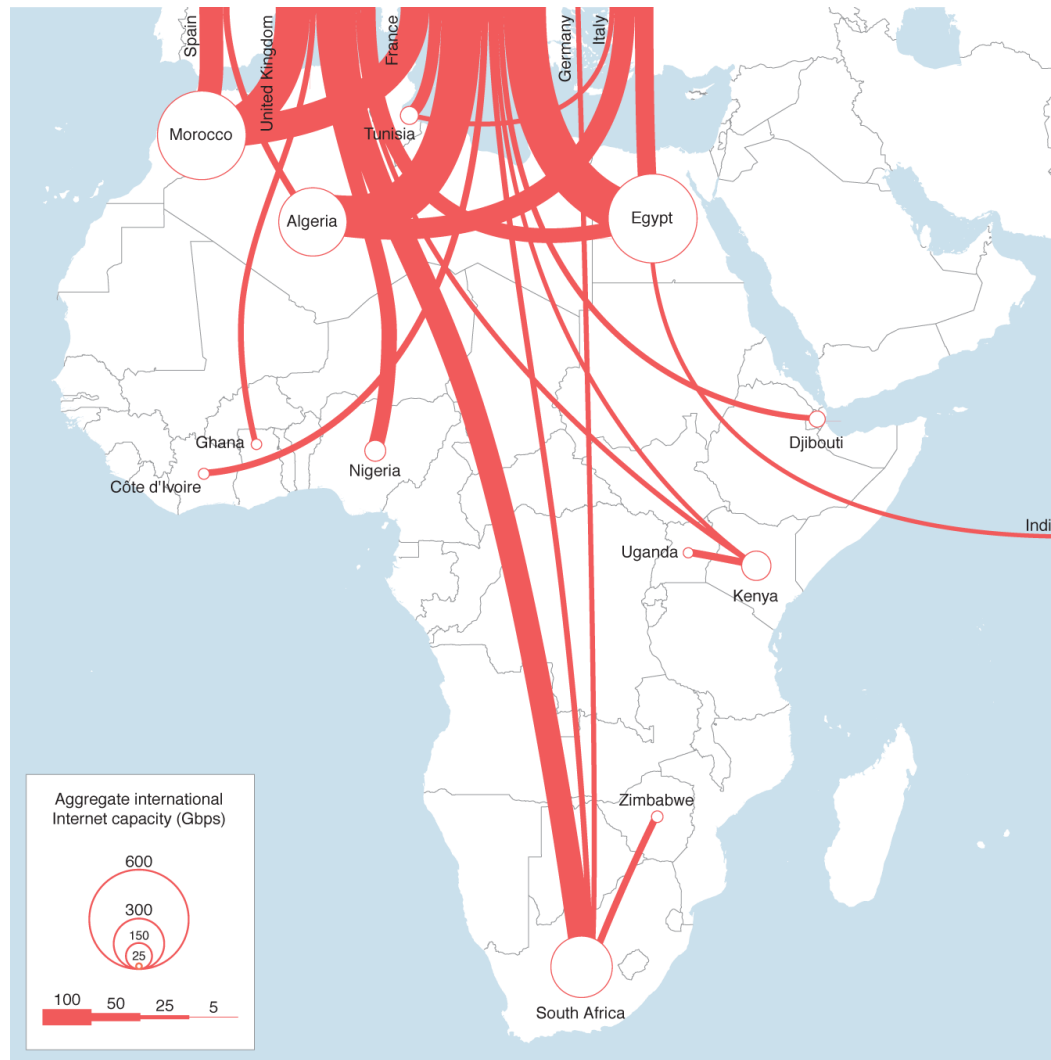 Spain
United Kingdom
France
Germany
Italy
Morocco
Tunisia
Algeria
Egypt
Ghana
Côte d'Ivoire
Nigeria
Djibouti
Indi
Uganda
Kenya
Zimbabwe
South Africa
Aggregate international
Internet capacity (Gbps)
600
300
150
25
100 50 25 5